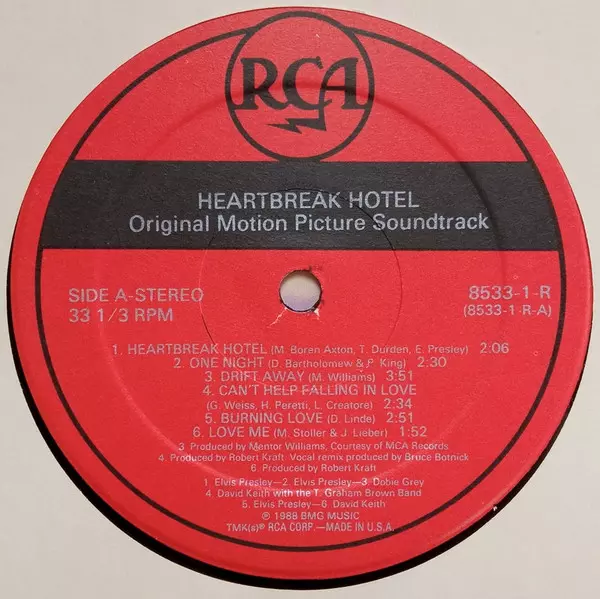 RCA
HEARTBREAK HOTEL
Original Motion Picture Soundtrack
SIDE A-STEREO
33 1/3 RPM
8533-1-R
(8533-1-R-A)
1. HEARTBREAK HOTEL (M. Boren Axton, T. Durden, E. Presley) 2:06
2. ONE NIGHT (D. Bartholomew & P. King) 2:30
3. DRIFT AWAY (M. Williams) 3:51
4. CAN'T HELP FALLING IN LOVE
(G. Weiss, H. Peretti, L. Creatore) 2:34
5. BURNING LOVE (D. Linde) 2:51
6. LOVE ME (M. Stoller & J. Lieber) 1:52
3. Produced by Mentor Williams, Courtesy of MCA Records
4. Produced by Robert Kraft. Vocal remix produced by Bruce Botnick
6. Produced by Robert Kraft
1. Elvis Presley—2. Elvis Presley—3. Dobie Grey
4. David Keith with the T. Graham Brown Band
5. Elvis Presley—6. David Keith
℗ 1988 BMG MUSIC
TMK(s)® RCA CORP.—MADE IN U.S.A.